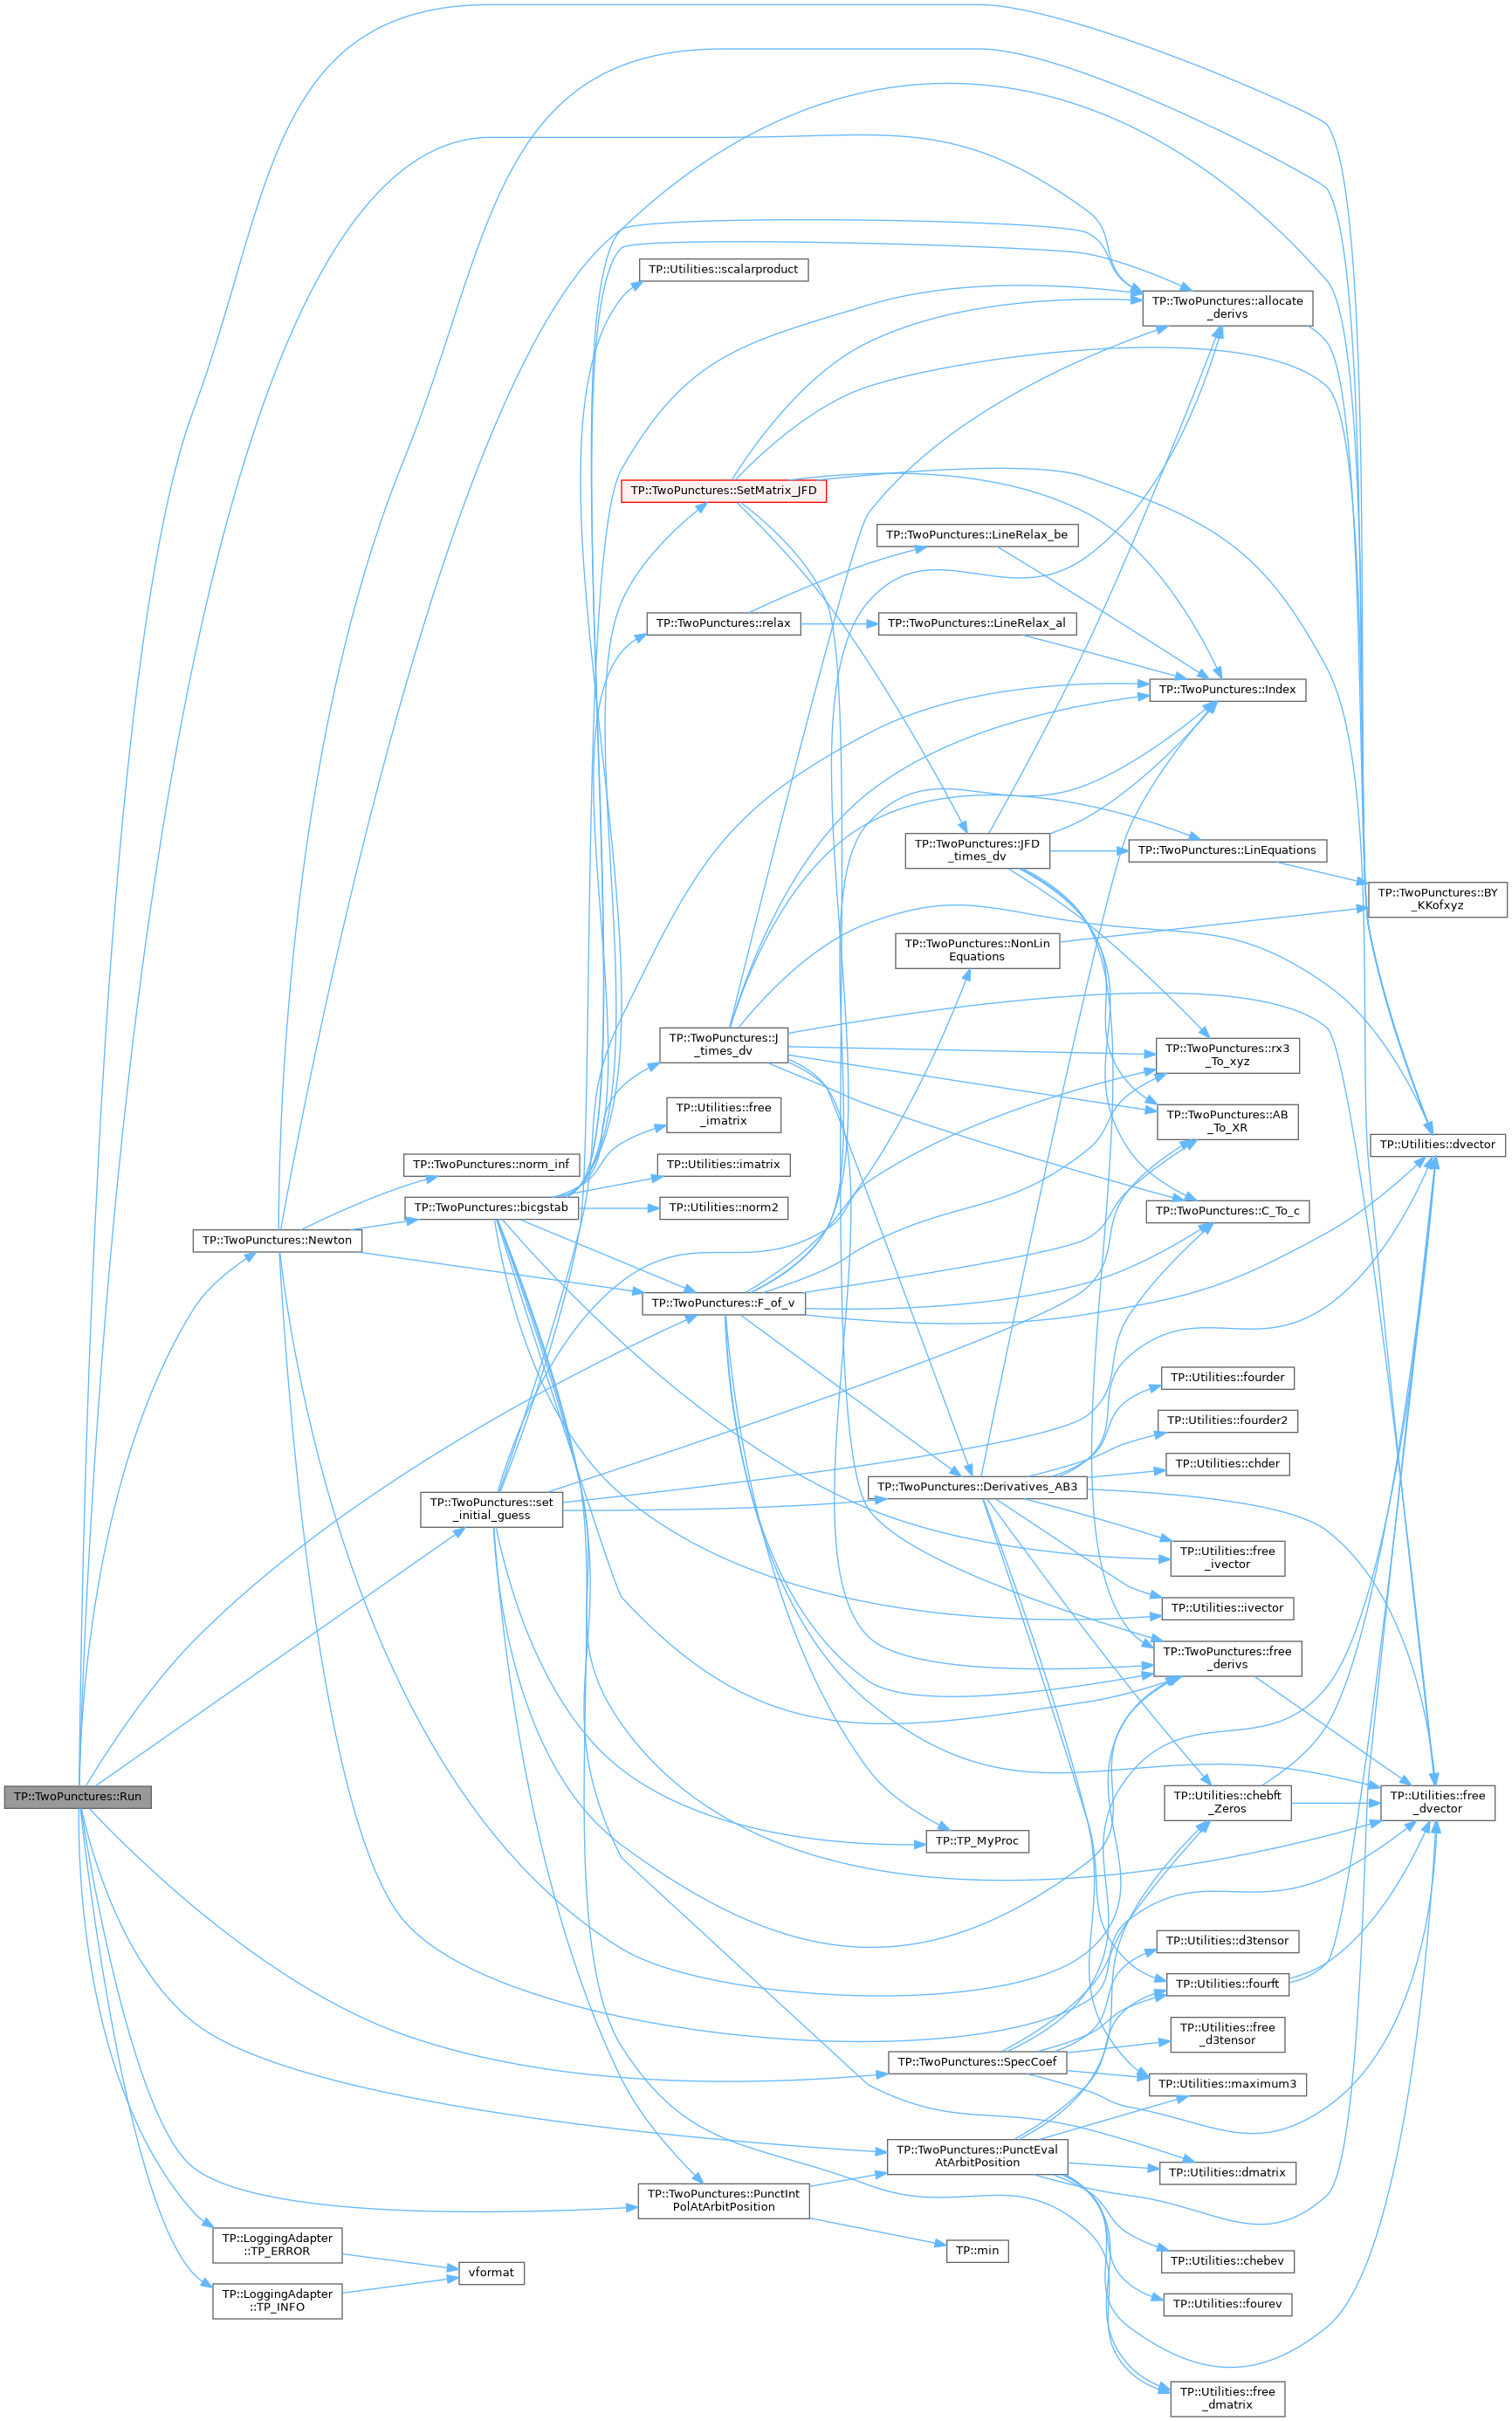 TP::Utilities::scalarproduct
TP::TwoPunctures::allocate
_derivs
TP::TwoPunctures::SetMatrix_JFD
TP::TwoPunctures::LineRelax_be
TP::TwoPunctures::relax
TP::TwoPunctures::LineRelax_al
TP::TwoPunctures::Index
TP::TwoPunctures::JFD
_times_dv
TP::TwoPunctures::LinEquations
TP::TwoPunctures::BY
_KKofxyz
TP::TwoPunctures::NonLin
Equations
TP::TwoPunctures::J
_times_dv
TP::TwoPunctures::rx3
_To_xyz
TP::Utilities::free
_imatrix
TP::TwoPunctures::AB
_To_XR
TP::Utilities::dvector
TP::TwoPunctures::norm_inf
TP::Utilities::imatrix
TP::TwoPunctures::bicgstab
TP::Utilities::norm2
TP::TwoPunctures::C_To_c
TP::TwoPunctures::Newton
TP::TwoPunctures::F_of_v
TP::Utilities::fourder
TP::Utilities::fourder2
TP::Utilities::chder
TP::TwoPunctures::Derivatives_AB3
TP::TwoPunctures::set
_initial_guess
TP::Utilities::free
_ivector
TP::Utilities::ivector
TP::TwoPunctures::free
_derivs
TP::TwoPunctures::Run
TP::Utilities::chebft
_Zeros
TP::Utilities::free
_dvector
TP::TP_MyProc
TP::Utilities::d3tensor
TP::Utilities::fourft
TP::Utilities::free
_d3tensor
TP::TwoPunctures::SpecCoef
TP::Utilities::maximum3
TP::TwoPunctures::PunctEval
AtArbitPosition
TP::Utilities::dmatrix
TP::TwoPunctures::PunctInt
PolAtArbitPosition
TP::LoggingAdapter
::TP_ERROR
TP::min
TP::Utilities::chebev
vformat
TP::LoggingAdapter
::TP_INFO
TP::Utilities::fourev
TP::Utilities::free
_dmatrix